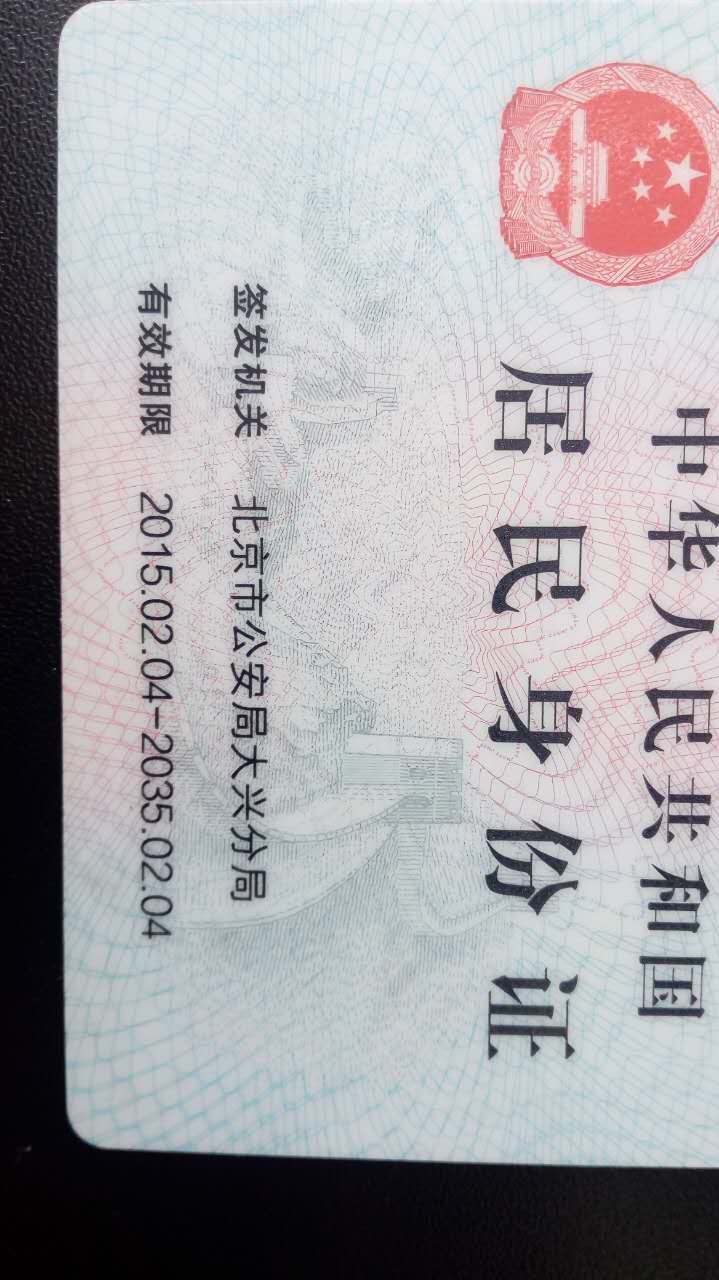 中华人民共和国
居民身份证
签发机关 北京市公安局大兴分局
有效期限 2015.02.04-2035.02.04